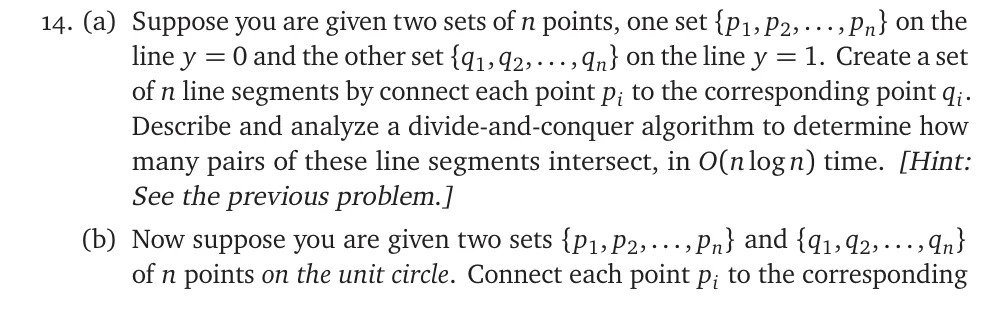 14. (a) Suppose you are given two sets of n points, one set {p₁, p₂, . . . , pₙ} on the
line y = 0 and the other set {q₁, q₂, . . . , qₙ} on the line y = 1. Create a set
of n line segments by connect each point pᵢ to the corresponding point qᵢ.
Describe and analyze a divide-and-conquer algorithm to determine how
many pairs of these line segments intersect, in O(n log n) time. [Hint:
See the previous problem.]
(b) Now suppose you are given two sets {p₁, p₂, . . . , pₙ} and {q₁, q₂, . . . , qₙ}
of n points on the unit circle. Connect each point pᵢ to the corresponding